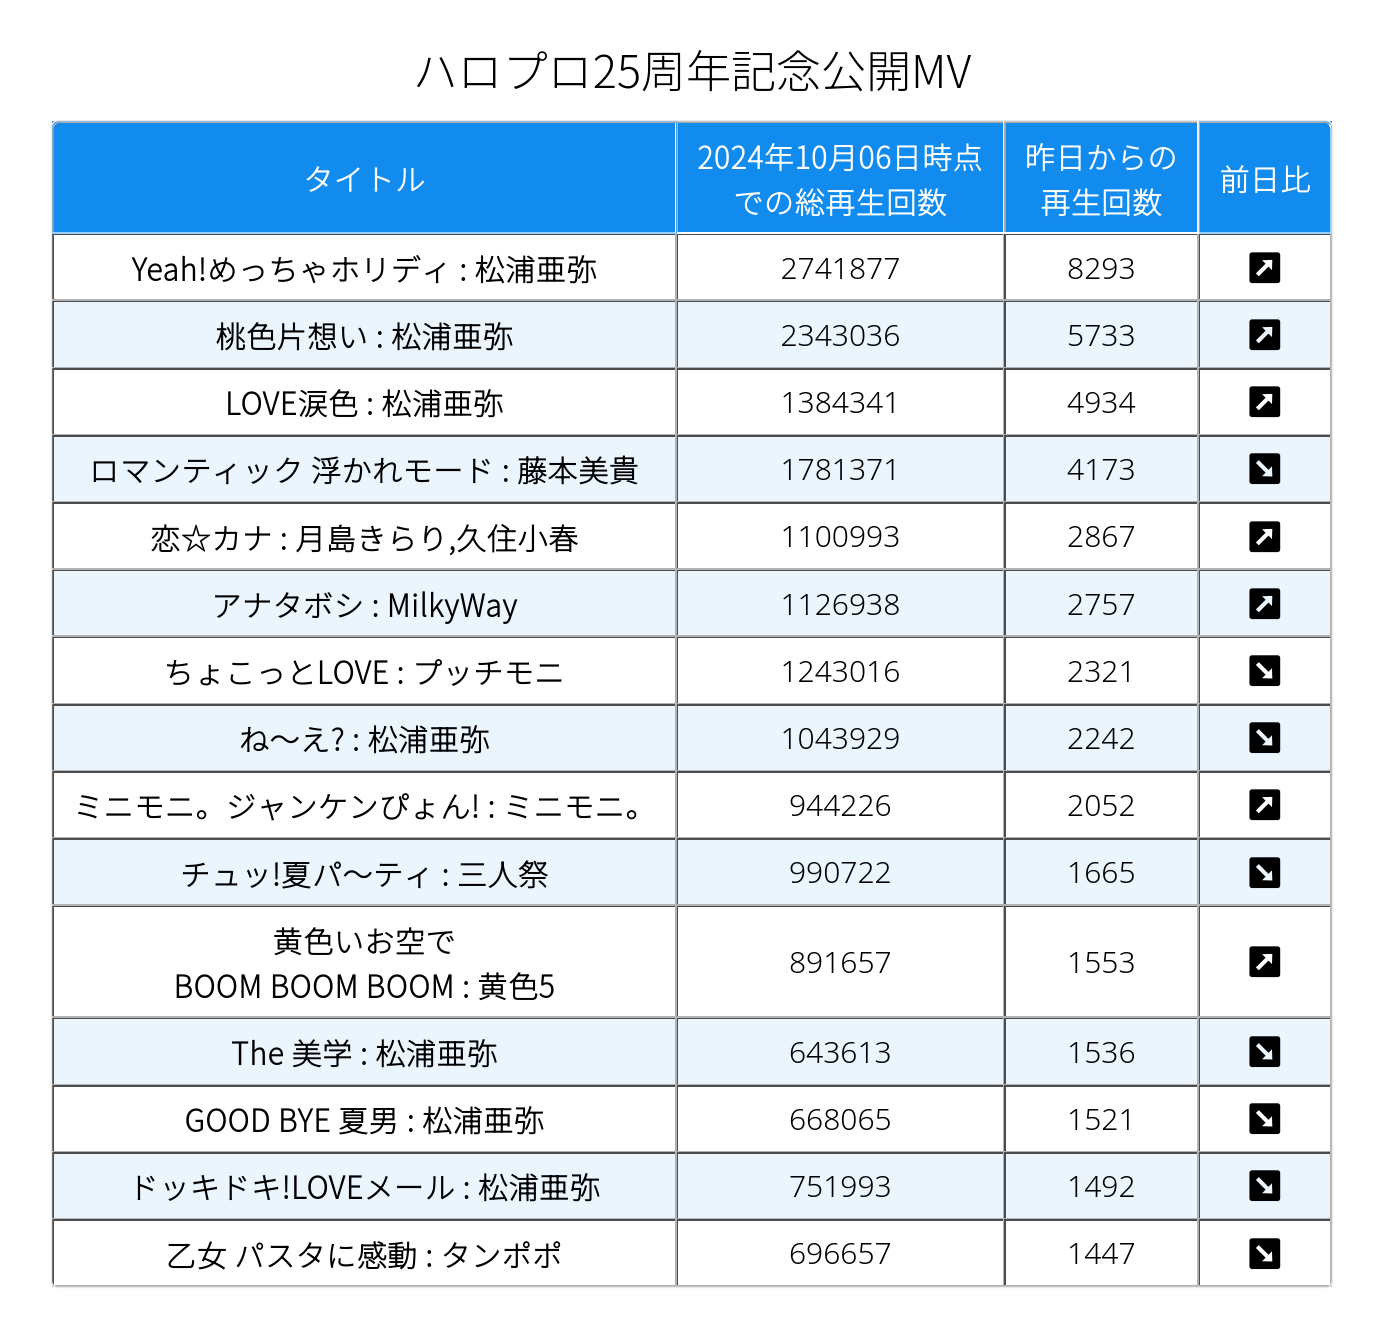 ハロプロ25周年記念公開MV
タイトル 2024年10月06日時点 昨日からの 前日比
での総再生回数 再生回数
Yeah!めっちゃホリディ : 松浦亜弥 2741877 8293 ↗
桃色片想い : 松浦亜弥 2343036 5733 ↗
LOVE涙色 : 松浦亜弥 1384341 4934 ↗
ロマンティック 浮かれモード : 藤本美貴 1781371 4173 ↘
恋☆カナ : 月島きらり,久住小春 1100993 2867 ↗
アナタボシ : MilkyWay 1126938 2757 ↗
ちょこっとLOVE : プッチモニ 1243016 2321 ↘
ね〜え? : 松浦亜弥 1043929 2242 ↘
ミニモニ。ジャンケンぴょん! : ミニモニ。 944226 2052 ↗
チュッ!夏パ〜ティ : 三人祭 990722 1665 ↘
黄色いお空で
BOOM BOOM BOOM : 黄色5 891657 1553 ↗
The 美学 : 松浦亜弥 643613 1536 ↘
GOOD BYE 夏男 : 松浦亜弥 668065 1521 ↘
ドッキドキ!LOVEメール : 松浦亜弥 751993 1492 ↘
乙女 パスタに感動 : タンポポ 696657 1447 ↘